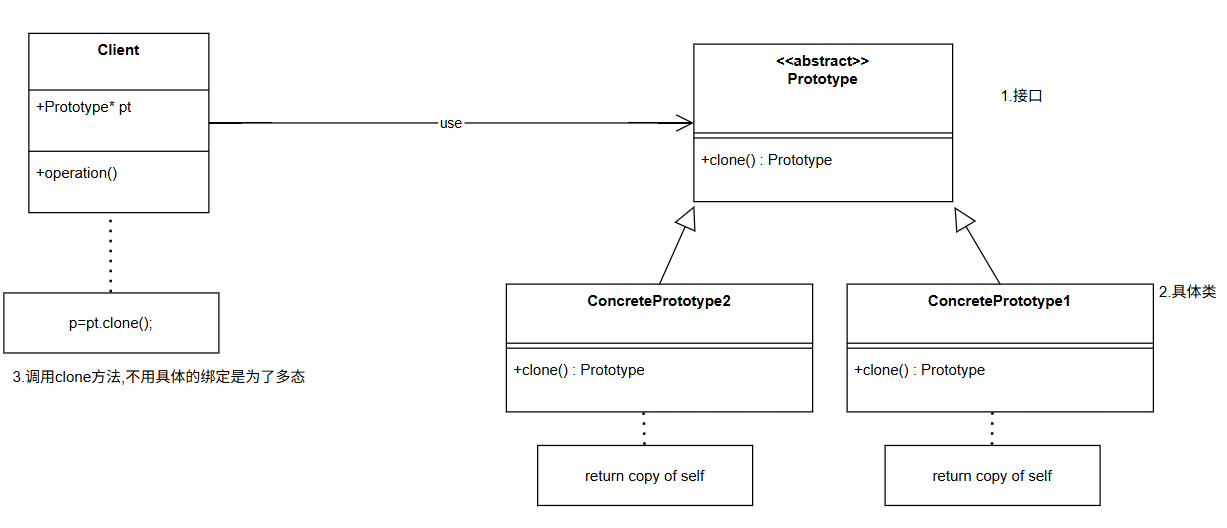 Client
+Prototype* pt
+operation()
use
<<abstract>>
Prototype
+clone() : Prototype
1.接口
p=pt.clone();
3.调用clone方法,不用具体的绑定是为了多态
ConcretePrototype2
+clone() : Prototype
return copy of self
ConcretePrototype1
+clone() : Prototype
return copy of self
2.具体类